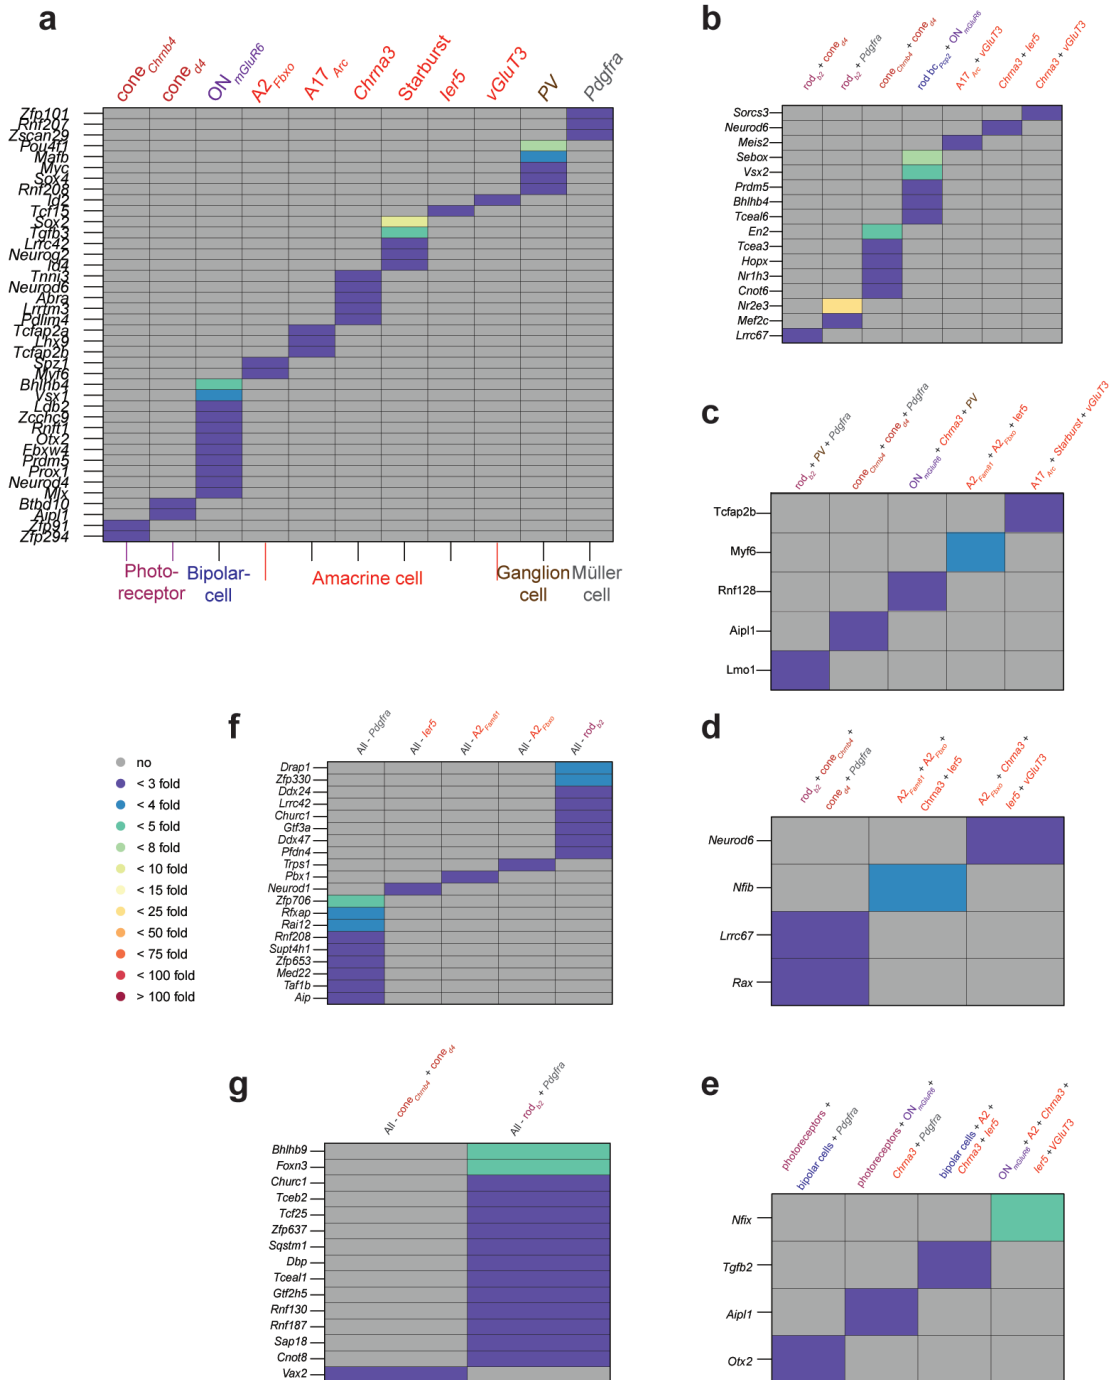 a
cone Chrnb4
cone d4
ON mGluR6
A2 Fbxo
A17 Arc
Chrna3
Starburst
Ier5
vGluT3
PV
Pdgfra
Zfp101
Rnf207
Zscan29
Pou4f1
Mafb
Myc
Sox4
Rnf208
Id2
Tcf15
Sox2
Tgfb3
Lrrc42
Neurog2
Id4
Tnni3
Neurod6
Abra
Lrrfm3
Pdlim4
Tcfap2a
Lhx9
Tcfap2b
Spz1
Myf6
Bhlhb4
Vsx1
Ldb2
Zcchc9
Rnft1
Otx2
Fbxw4
Prdm5
Prox1
Neurod4
Mlx
Btbd10
Aipl1
Zfp91
Zfp294
Photo-
receptor
Bipolar-
cell
Amacrine cell
Ganglion
cell
Müller
cell
b
rod b2 + cone d4
rod b2 + Pdgfra
cone Chrnb4 + cone d4
rod bc Pcp2 + ON mGluR6
A17 Arc + vGluT3
Chrna3 + Ier5
Chrna3 + vGluT3
Sorcs3
Neurod6
Meis2
Sebox
Vsx2
Prdm5
Bhlhb4
Tceal6
En2
Tcea3
Hopx
Nr1h3
Cnot6
Nr2e3
Mef2c
Lrrc67
c
rod b2 + PV + Pdgfra
cone Chrnb4 + cone d4 + Pdgfra
ON mGluR6 + Chrna3 + PV
A2 Fam81 + A2 Fbxo + Ier5
A17 Arc + Starburst + vGluT3
Tcfap2b
Myf6
Rnf128
Aipl1
Lmo1
no
< 3 fold
< 4 fold
< 5 fold
< 8 fold
< 10 fold
< 15 fold
< 25 fold
< 50 fold
< 75 fold
< 100 fold
> 100 fold
f
All - Pdgfra
All - Ier5
All - A2 Fam81
All - A2 Fbxo
All - rod b2
Drap1
Zfp330
Ddx24
Lrrc42
Churc1
Gtf3a
Ddx47
Pfdn4
Trps1
Pbx1
Neurod1
Zfp706
Rfxap
Rai12
Rnf208
Supt4h1
Zfp653
Med22
Taf1b
Aip
d
rod b2 + cone Chrnb4 +
cone d4 + Pdgfra
A2 Fam81 + A2 Fbxo +
Chrna3 + Ier5
A2 Fbxo + Chrna3 +
Ier5 + vGluT3
Neurod6
Nfib
Lrrc67
Rax
g
All - cone Chrnb4 + cone d4
All - rod b2 + Pdgfra
Bhlhb9
Foxn3
Churc1
Tceb2
Tcf25
Zfp637
Sqstm1
Dbp
Tceal1
Gtf2h5
Rnf130
Rnf187
Sap18
Cnot8
Vax2
e
photoreceptors +
bipolar cells + Pdgfra
photoreceptors + ON mGluR6 +
Chrna3 + Pdgfra
bipolar cells + A2 +
Chrna3 + Ier5
ON mGluR6 + A2 + Chrna3 +
Ier5 + vGluT3
Nfix
Tgfb2
Aipl1
Otx2